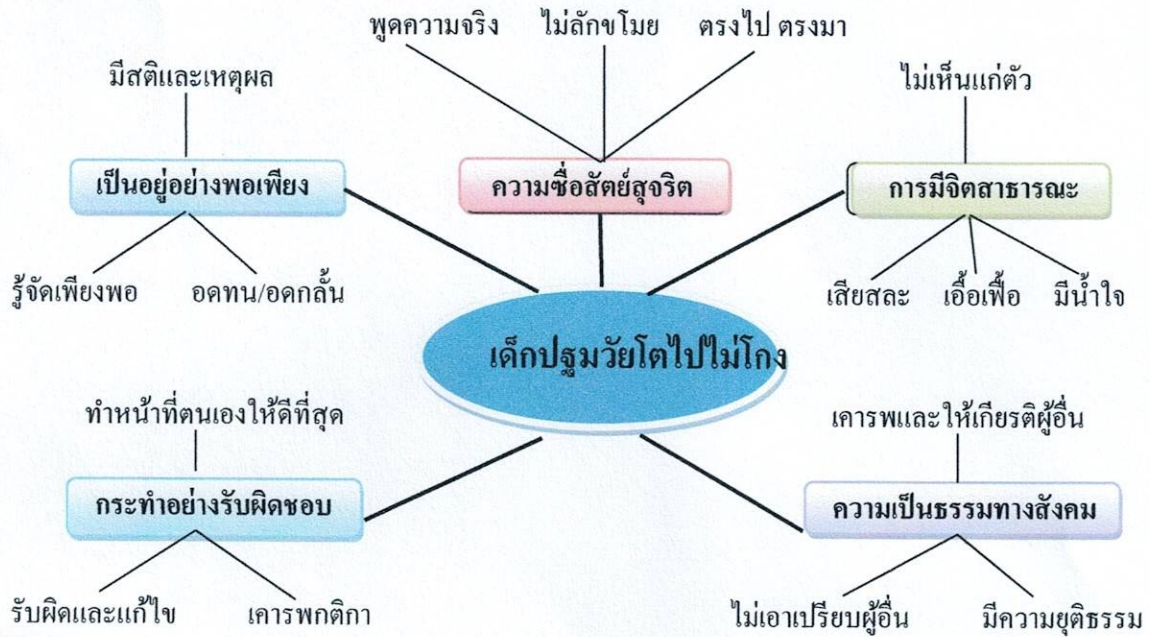 พูดความจริง ไม่ลักขโมย ตรงไป ตรงมา
มีสติและเหตุผล
ไม่เห็นแก่ตัว
เป็นอยู่อย่างพอเพียง
ความซื่อสัตย์สุจริต
การมีจิตสาธารณะ
รู้จัดเพียงพอ อดทน/อดกลั้น
เสียสละ เอื้อเฟื้อ มีน้ำใจ
เด็กปฐมวัยโตไปไม่โกง
ทำหน้าที่ตนเองให้ดีที่สุด
เคารพและให้เกียรติผู้อื่น
กระทำอย่างรับผิดชอบ
ความเป็นธรรมทางสังคม
รับผิดและแก้ไข เคารพกติกา
ไม่เอาเปรียบผู้อื่น มีความยุติธรรม